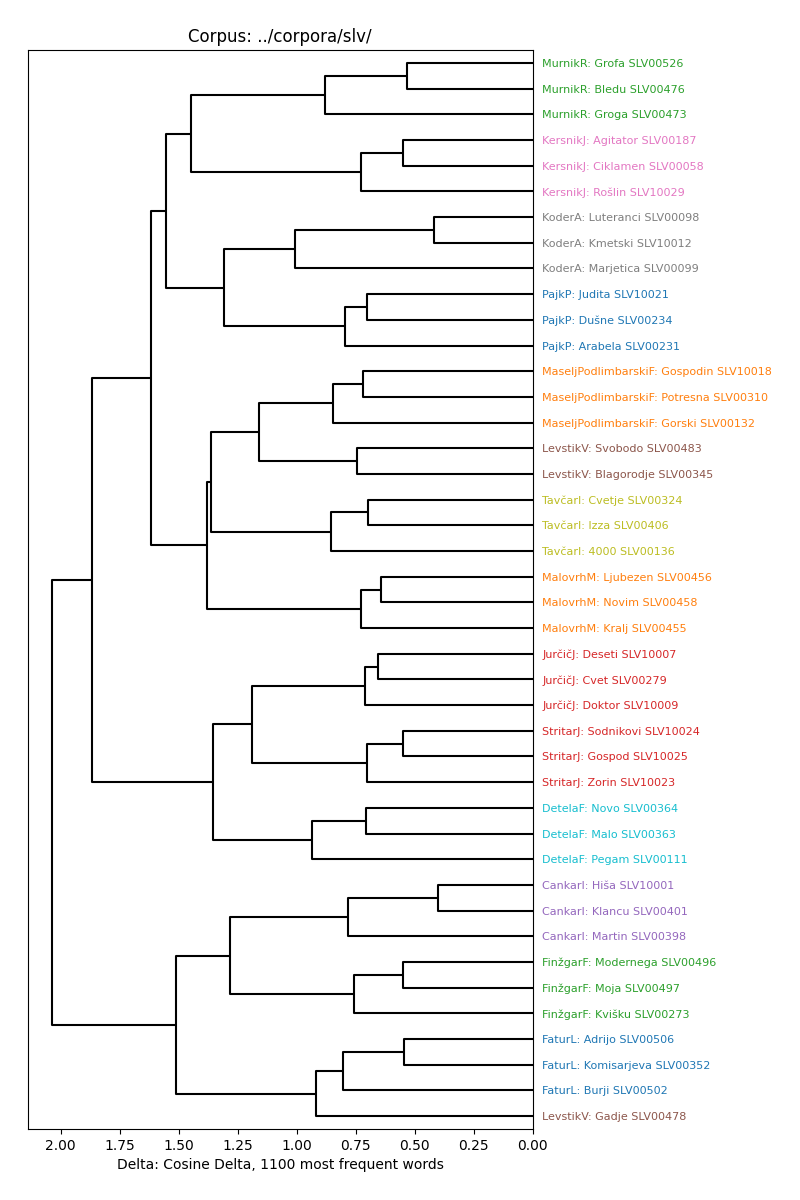 Corpus: ../corpora/slv/
MurnikR: Grofa SLV00526
MurnikR: Bledu SLV00476
MurnikR: Groga SLV00473
KersnikJ: Agitator SLV00187
KersnikJ: Ciklamen SLV00058
KersnikJ: Rošlin SLV10029
KoderA: Luteranci SLV00098
KoderA: Kmetski SLV10012
KoderA: Marjetica SLV00099
PajkP: Judita SLV10021
PajkP: Dušne SLV00234
PajkP: Arabela SLV00231
MaseljPodlimbarskiF: Gospodin SLV10018
MaseljPodlimbarskiF: Potresna SLV00310
MaseljPodlimbarskiF: Gorski SLV00132
LevstikV: Svobodo SLV00483
LevstikV: Blagorodje SLV00345
TavčarI: Cvetje SLV00324
TavčarI: Izza SLV00406
TavčarI: 4000 SLV00136
MalovrhM: Ljubezen SLV00456
MalovrhM: Novim SLV00458
MalovrhM: Kralj SLV00455
JurčičJ: Deseti SLV10007
JurčičJ: Cvet SLV00279
JurčičJ: Doktor SLV10009
StritarJ: Sodnikovi SLV10024
StritarJ: Gospod SLV10025
StritarJ: Zorin SLV10023
DetelaF: Novo SLV00364
DetelaF: Malo SLV00363
DetelaF: Pegam SLV00111
CankarI: Hiša SLV10001
CankarI: Klancu SLV00401
CankarI: Martin SLV00398
FinžgarF: Modernega SLV00496
FinžgarF: Moja SLV00497
FinžgarF: Kvišku SLV00273
FaturL: Adrijo SLV00506
FaturL: Komisarjeva SLV00352
FaturL: Burji SLV00502
LevstikV: Gadje SLV00478
2.00 1.75 1.50 1.25 1.00 0.75 0.50 0.25 0.00
Delta: Cosine Delta, 1100 most frequent words